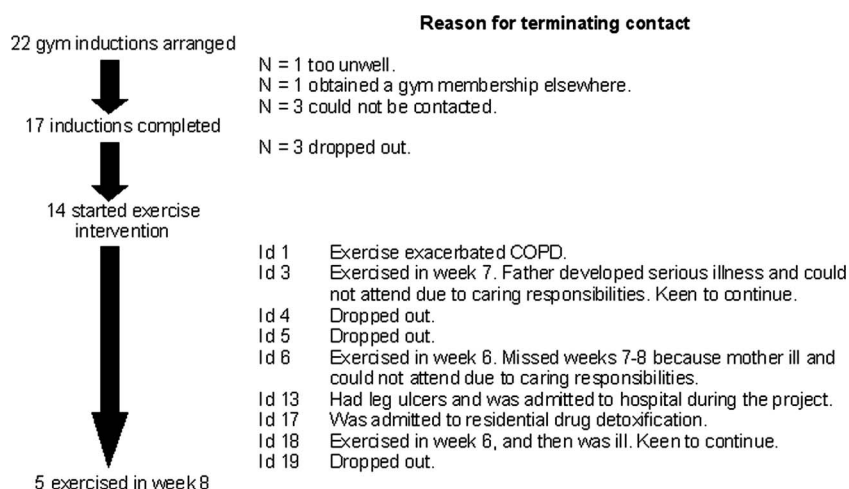 Reason for terminating contact
22 gym inductions arranged
N = 1 too unwell.
N = 1 obtained a gym membership elsewhere.
N = 3 could not be contacted.
17 inductions completed
N = 3 dropped out.
14 started exercise
intervention
Id 1 Exercise exacerbated COPD.
Id 3 Exercised in week 7. Father developed serious illness and could
not attend due to caring responsibilities. Keen to continue.
Id 4 Dropped out.
Id 5 Dropped out.
Id 6 Exercised in week 6. Missed weeks 7-8 because mother ill and
could not attend due to caring responsibilities.
Id 13 Had leg ulcers and was admitted to hospital during the project.
Id 17 Was admitted to residential drug detoxification.
Id 18 Exercised in week 6, and then was ill. Keen to continue.
Id 19 Dropped out.
5 exercised in week 8